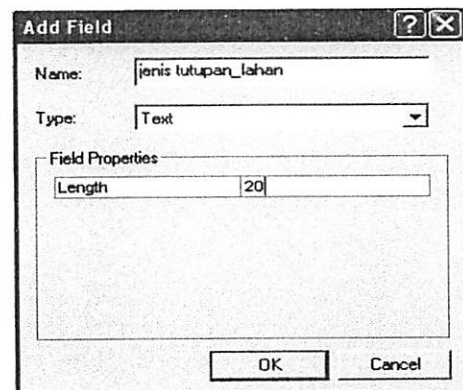 Add Field
Name: jenis tutupan_lahan
Type: Text
Field Properties
Length 20
OK Cancel